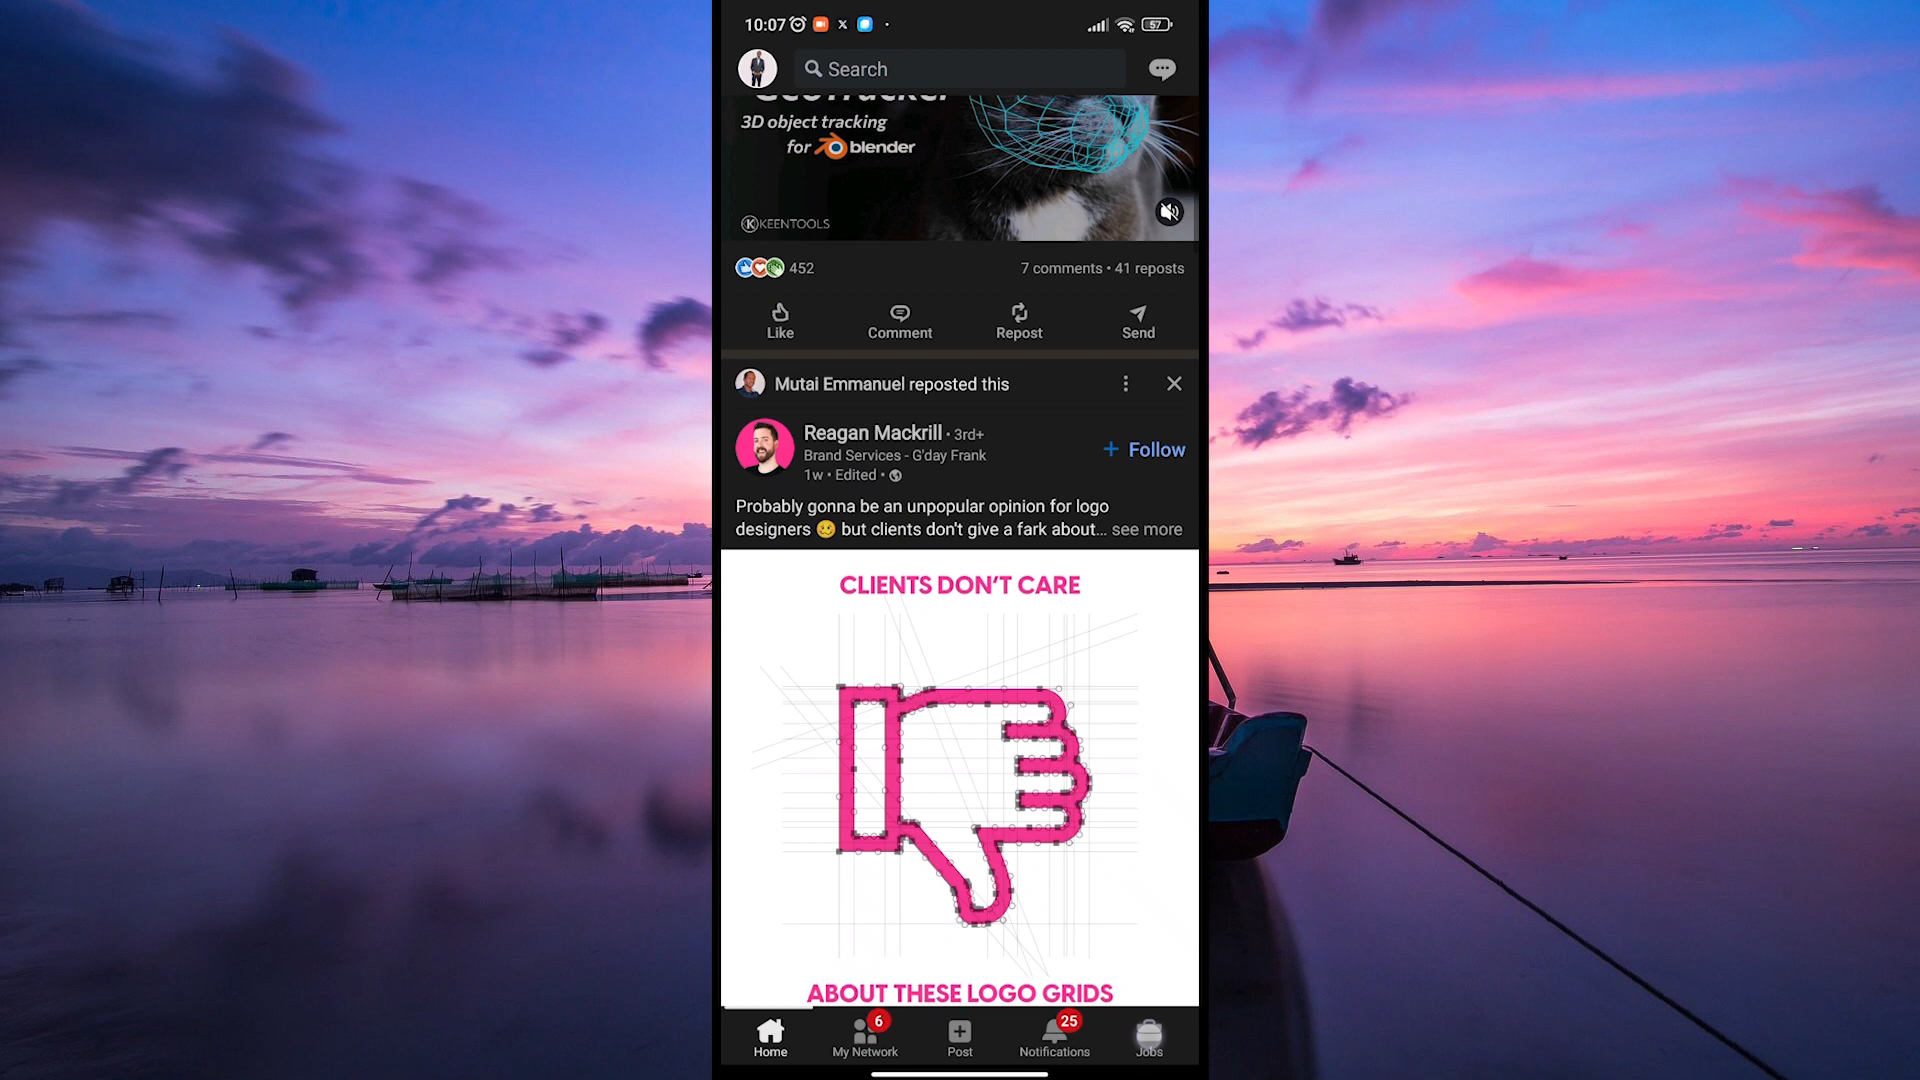 10:07 X 57
Search
GeoTracker
3D object tracking
for blender
KEENTOOLS
452 7 comments • 41 reposts
Like Comment Repost Send
Mutai Emmanuel reposted this
Reagan Mackrill • 3rd+
Brand Services - G'day Frank
+ Follow
1w • Edited •
Probably gonna be an unpopular opinion for logo
designers 🥴 but clients don't give a fark about... see more
CLIENTS DON'T CARE
ABOUT THESE LOGO GRIDS
6 25
Home My Network Post Notifications Jobs